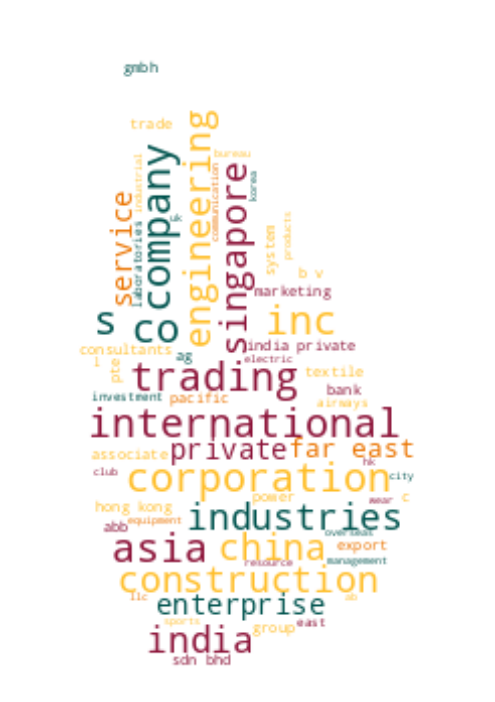 gmbh
trade
engineering
company
bureau
industrial
communication
singapore
korea
service
laboratories
uk
products
system
b v
marketing
s
co
inc
consultants
ag
india private
electric
l
pte
trading
textile
bank
investment
pacific
airways
international
associate
private
far east
hk
club
corporation
city
power
wear
c
hong kong
equipment
industries
abb
overseas
asia
china
export
resource
management
construction
llc
enterprise
ab
sports
group
east
india
sdn bhd